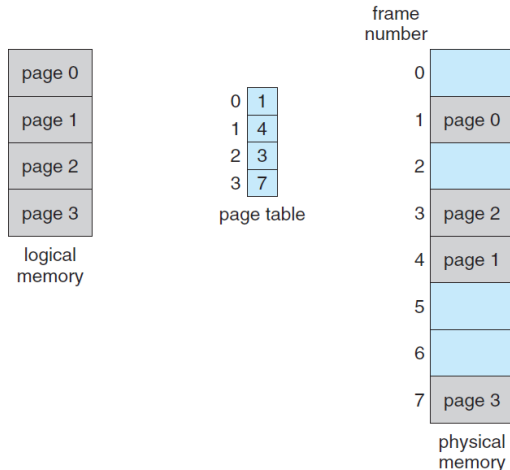 page 0
page 1
page 2
page 3
logical
memory
0 1
1 4
2 3
3 7
page table
frame
number
0
1 page 0
2
3 page 2
4 page 1
5
6
7 page 3
physical
memory